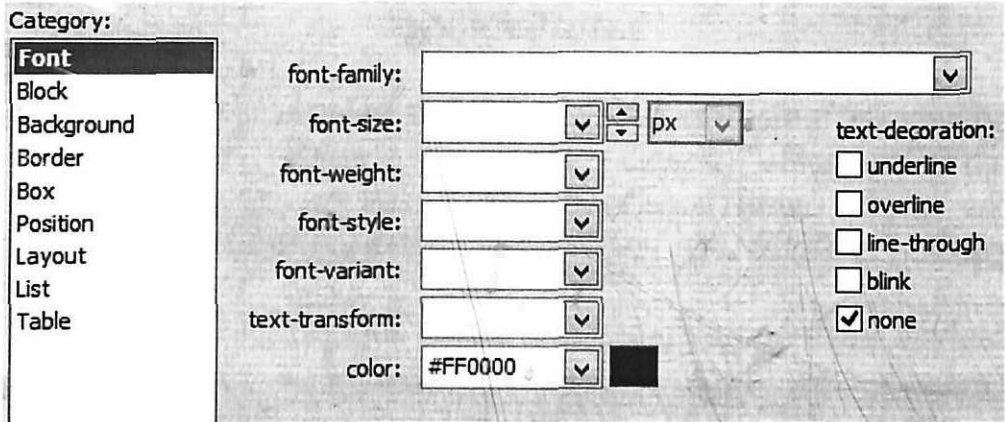 Category:
Font
Block
Background
Border
Box
Position
Layout
List
Table
font-family:
font-size: px
font-weight:
font-style:
font-variant:
text-transform:
color: #FF0000
text-decoration:
underline
overline
line-through
blink
none